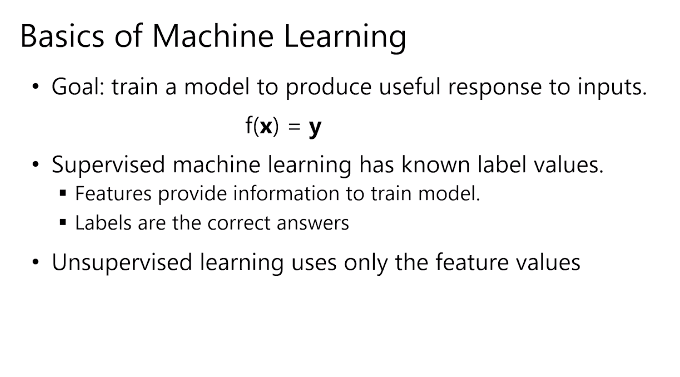 Basics of Machine Learning
• Goal: train a model to produce useful response to inputs.
f(x) = y
• Supervised machine learning has known label values.
▪ Features provide information to train model.
▪ Labels are the correct answers
• Unsupervised learning uses only the feature values